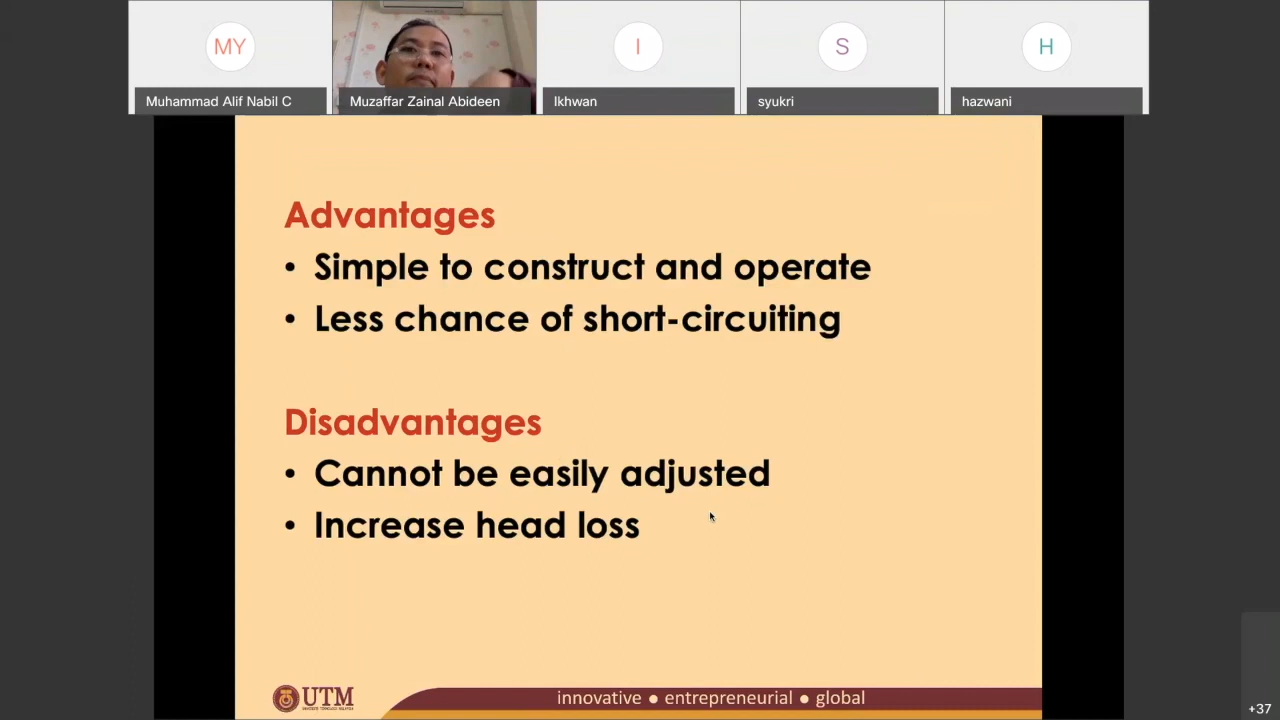 MY
I
S
H
Muhammad Alif Nabil C
Muzaffar Zainal Abideen
Ikhwan
syukri
hazwani
Advantages
• Simple to construct and operate
• Less chance of short-circuiting
Disadvantages
• Cannot be easily adjusted
• Increase head loss
UTM
innovative ● entrepreneurial ● global
+37